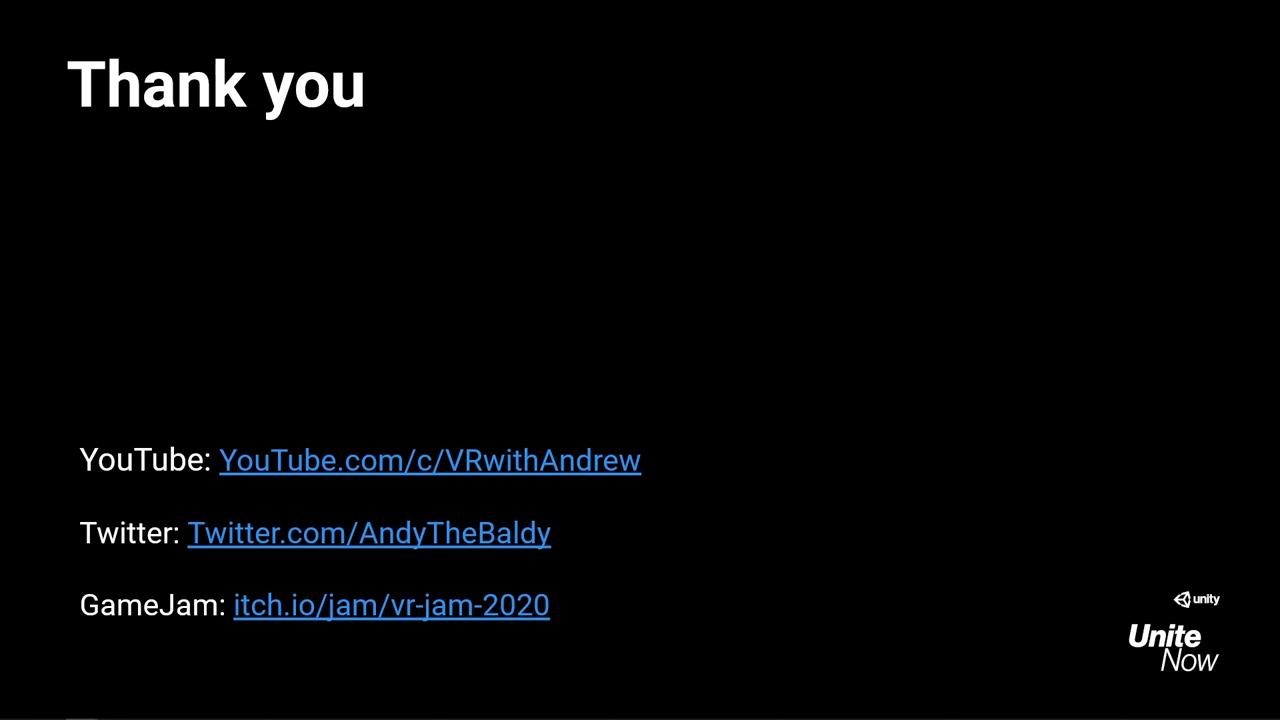 Thank you
YouTube: YouTube.com/c/VRwithAndrew
Twitter: Twitter.com/AndyTheBaldy
GameJam: itch.io/jam/vr-jam-2020
unity
Unite
Now